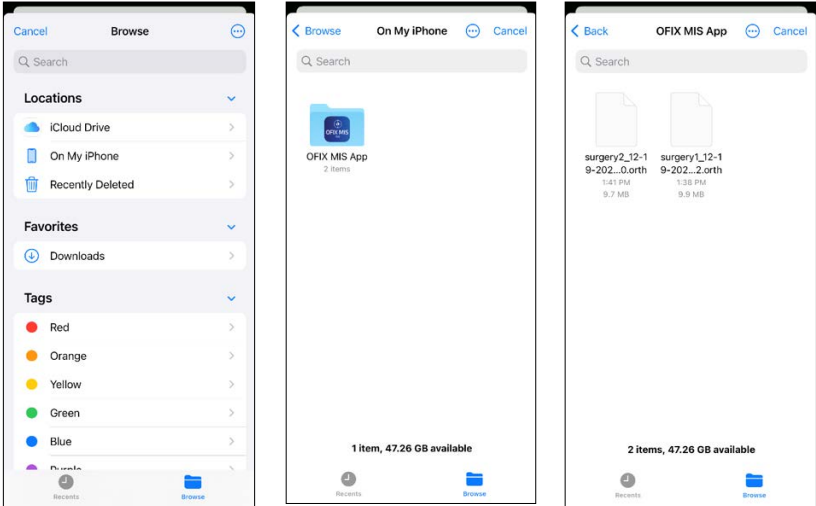 Cancel Browse
Search
Locations
iCloud Drive
On My iPhone
Recently Deleted
Favorites
Downloads
Tags
Red
Orange
Yellow
Green
Blue
Purple
Recents Browse
Browse On My iPhone Cancel
Search
OFIX MIS
OFIX MIS App
2 items
1 item, 47.26 GB available
Recents Browse
Back OFIX MIS App Cancel
Search
surgery2_12-1 surgery1_12-1
9-202...0.orth 9-202...2.orth
1:41 PM 1:38 PM
9.7 MB 9.9 MB
2 items, 47.26 GB available
Recents Browse